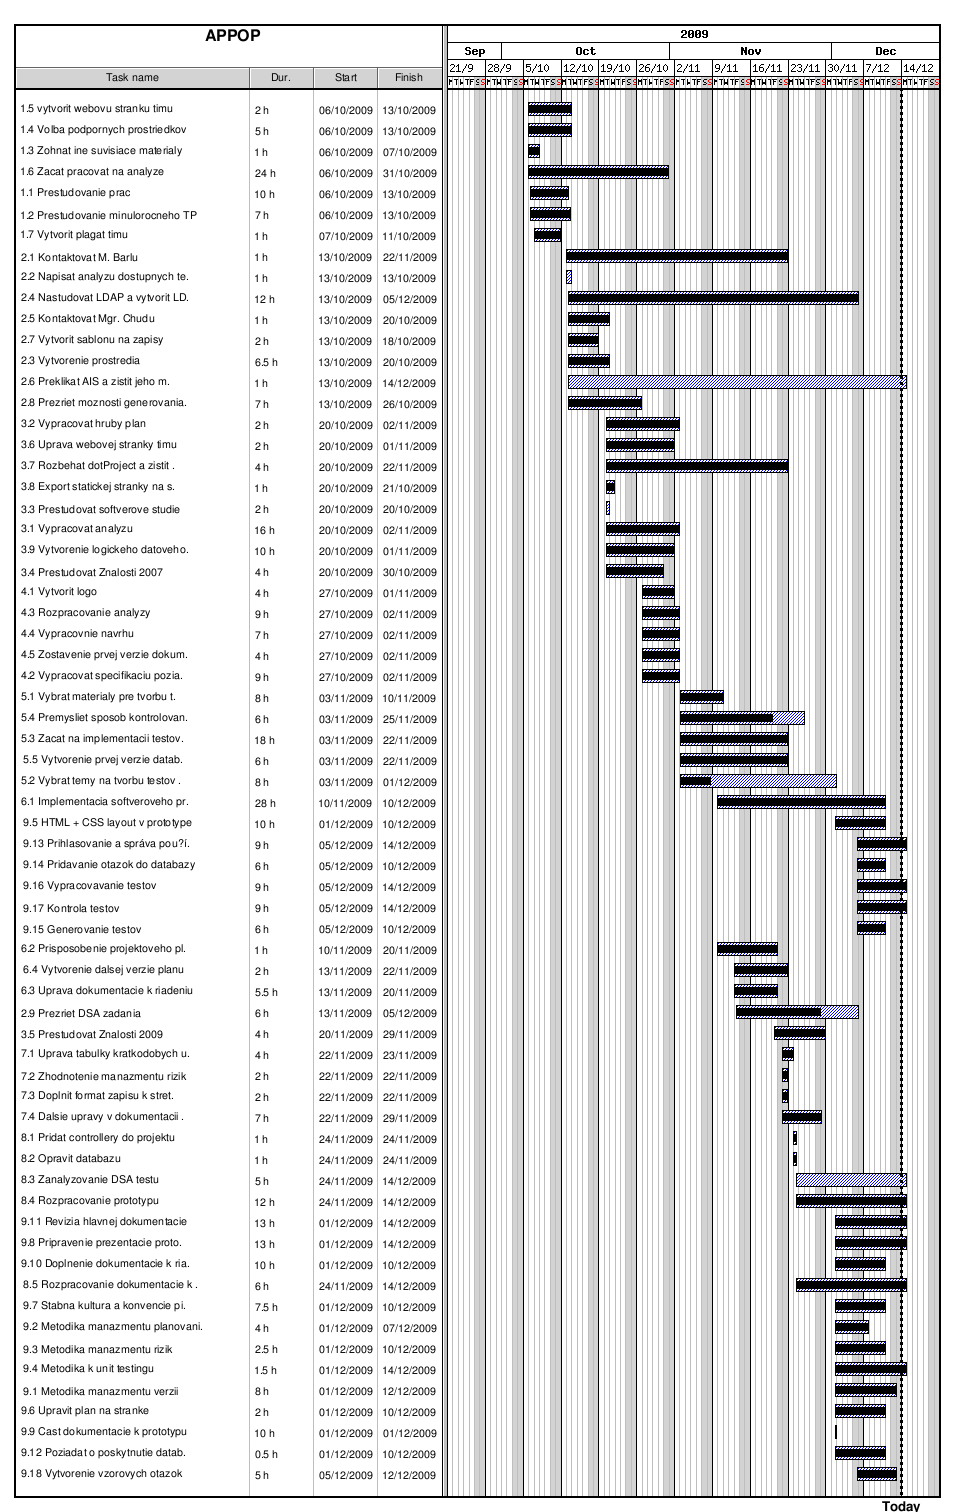 APPOP
2009
Sep Oct Nov Dec
21/9 28/9 5/10 12/10 19/10 26/10 2/11 9/11 16/11 23/11 30/11 7/12 14/12
Task name Dur. Start Finish
M T W T F S S M T W T F S S M T W T F S S M T W T F S S M T W T F S S M T W T F S S M T W T F S S M T W T F S S M T W T F S S M T W T F S S M T W T F S S M T W T F S S M T W T F S S
1.5 vytvorit webovu stranku timu 2 h 06/10/2009 13/10/2009
1.4 Volba podpornych prostriedkov 5 h 06/10/2009 13/10/2009
1.3 Zohnat ine suvisiace materialy 1 h 06/10/2009 07/10/2009
1.6 Zacat pracovat na analyze 24 h 06/10/2009 31/10/2009
1.1 Prestudovanie prac 10 h 06/10/2009 13/10/2009
1.2 Prestudovanie minulorocneho TP 7 h 06/10/2009 13/10/2009
1.7 Vytvorit plagat timu 1 h 07/10/2009 11/10/2009
2.1 Kontaktovat M. Barlu 1 h 13/10/2009 22/11/2009
2.2 Napisat analyzu dostupnych te. 1 h 13/10/2009 13/10/2009
2.4 Nastudovat LDAP a vytvorit LD. 12 h 13/10/2009 05/12/2009
2.5 Kontaktovat Mgr. Chudu 1 h 13/10/2009 20/10/2009
2.7 Vytvorit sablonu na zapisy 2 h 13/10/2009 18/10/2009
2.3 Vytvorenie prostredia 6.5 h 13/10/2009 20/10/2009
2.6 Preklikat AIS a zistit jeho m. 1 h 13/10/2009 14/12/2009
2.8 Prezriet moznosti generovania. 7 h 13/10/2009 26/10/2009
3.2 Vypracovat hruby plan 2 h 20/10/2009 02/11/2009
3.6 Uprava webovej stranky timu 2 h 20/10/2009 01/11/2009
3.7 Rozbehat dotProject a zistit . 4 h 20/10/2009 22/11/2009
3.8 Export statickej stranky na s. 1 h 20/10/2009 21/10/2009
3.3 Prestudovat softverove studie 2 h 20/10/2009 20/10/2009
3.1 Vypracovat analyzu 16 h 20/10/2009 02/11/2009
3.9 Vytvorenie logickeho datoveho. 10 h 20/10/2009 01/11/2009
3.4 Prestudovat Znalosti 2007 4 h 20/10/2009 30/10/2009
4.1 Vytvorit logo 4 h 27/10/2009 01/11/2009
4.3 Rozpracovanie analyzy 9 h 27/10/2009 02/11/2009
4.4 Vypracovnie navrhu 7 h 27/10/2009 02/11/2009
4.5 Zostavenie prvej verzie dokum. 4 h 27/10/2009 02/11/2009
4.2 Vypracovat specifikaciu pozia. 9 h 27/10/2009 02/11/2009
5.1 Vybrat materialy pre tvorbu t. 8 h 03/11/2009 10/11/2009
5.4 Premysliet sposob kontrolovan. 6 h 03/11/2009 25/11/2009
5.3 Zacat na implementacii testov. 18 h 03/11/2009 22/11/2009
5.5 Vytvorenie prvej verzie datab. 6 h 03/11/2009 22/11/2009
5.2 Vybrat temy na tvorbu testov . 8 h 03/11/2009 01/12/2009
6.1 Implementacia softveroveho pr. 28 h 10/11/2009 10/12/2009
9.5 HTML + CSS layout v prototype 10 h 01/12/2009 10/12/2009
9.13 Prihlasovanie a správa pou?í. 9 h 05/12/2009 14/12/2009
9.14 Pridavanie otazok do databazy 6 h 05/12/2009 10/12/2009
9.16 Vypracovavanie testov 9 h 05/12/2009 14/12/2009
9.17 Kontrola testov 9 h 05/12/2009 14/12/2009
9.15 Generovanie testov 6 h 05/12/2009 10/12/2009
6.2 Prisposobenie projektoveho pl. 1 h 10/11/2009 20/11/2009
6.4 Vytvorenie dalsej verzie planu 2 h 13/11/2009 22/11/2009
6.3 Uprava dokumentacie k riadeniu 5.5 h 13/11/2009 20/11/2009
2.9 Prezriet DSA zadania 6 h 13/11/2009 05/12/2009
3.5 Prestudovat Znalosti 2009 4 h 20/11/2009 29/11/2009
7.1 Uprava tabulky kratkodobych u. 4 h 22/11/2009 23/11/2009
7.2 Zhodnotenie manazmentu rizik 2 h 22/11/2009 22/11/2009
7.3 Doplnit format zapisu k stret. 2 h 22/11/2009 22/11/2009
7.4 Dalsie upravy v dokumentacii . 7 h 22/11/2009 29/11/2009
8.1 Pridat controllery do projektu 1 h 24/11/2009 24/11/2009
8.2 Opravit databazu 1 h 24/11/2009 24/11/2009
8.3 Zanalyzovanie DSA testu 5 h 24/11/2009 14/12/2009
8.4 Rozpracovanie prototypu 12 h 24/11/2009 14/12/2009
9.11 Revizia hlavnej dokumentacie 13 h 01/12/2009 14/12/2009
9.8 Pripravenie prezentacie proto. 13 h 01/12/2009 14/12/2009
9.10 Doplnenie dokumentacie k ria. 10 h 01/12/2009 10/12/2009
8.5 Rozpracovanie dokumentacie k . 6 h 24/11/2009 14/12/2009
9.7 Stabna kultura a konvencie pí. 7.5 h 01/12/2009 10/12/2009
9.2 Metodika manazmentu planovani. 4 h 01/12/2009 07/12/2009
9.3 Metodika manazmentu rizik 2.5 h 01/12/2009 10/12/2009
9.4 Metodika k unit testingu 1.5 h 01/12/2009 14/12/2009
9.1 Metodika manazmentu verzii 8 h 01/12/2009 12/12/2009
9.6 Upravit plan na stranke 2 h 01/12/2009 10/12/2009
9.9 Cast dokumentacie k prototypu 10 h 01/12/2009 01/12/2009
9.12 Poziadat o poskytnutie datab. 0.5 h 01/12/2009 10/12/2009
9.18 Vytvorenie vzorovych otazok 5 h 05/12/2009 12/12/2009
Today